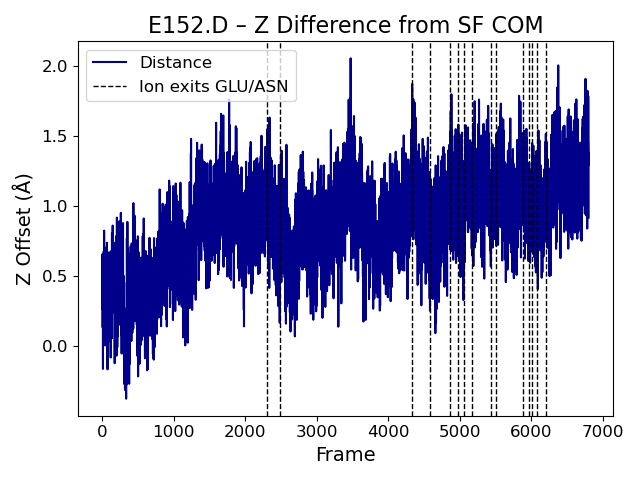 E152.D – Z Difference from SF COM
Distance
Ion exits GLU/ASN
Z Offset (Å)
2.0
1.5
1.0
0.5
0.0
0 1000 2000 3000 4000 5000 6000 7000
Frame